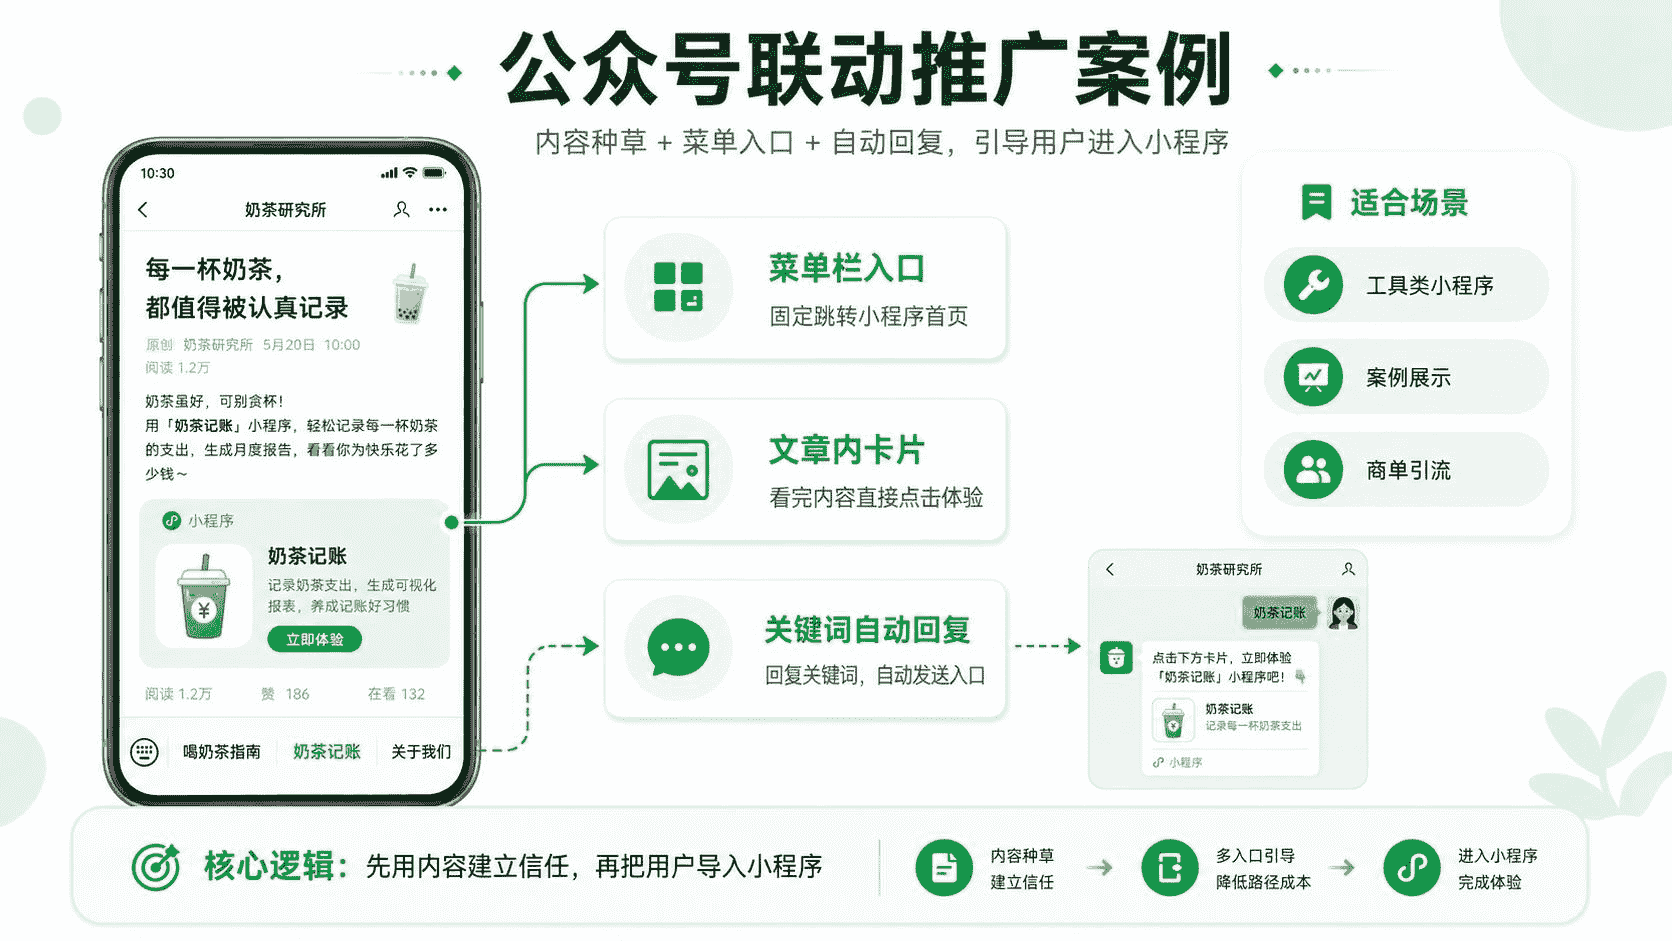 公众号联动推广案例
内容种草 + 菜单入口 + 自动回复，引导用户进入小程序
10:30
奶茶研究所
每一杯奶茶，
都值得被认真记录
原创 奶茶研究所 5月20日 10:00
阅读 1.2万
奶茶虽好，可别贪杯！
用「奶茶记账」小程序，轻松记录每一杯奶茶
的支出，生成月度报告，看看你为快乐花了多
少钱～
小程序
奶茶记账
记录奶茶支出，生成可视化
报表，养成记账好习惯
¥
立即体验
阅读 1.2万 赞 186 在看 132
喝奶茶指南 奶茶记账 关于我们
菜单栏入口
固定跳转小程序首页
文章内卡片
看完内容直接点击体验
关键词自动回复
回复关键词，自动发送入口
适合场景
工具类小程序
案例展示
商单引流
奶茶研究所
奶茶记账
点击下方卡片，立即体验
「奶茶记账」小程序吧！
奶茶记账
记录每一杯奶茶支出
¥
小程序
核心逻辑：先用内容建立信任，再把用户导入小程序
内容种草
建立信任
多入口引导
降低路径成本
进入小程序
完成体验